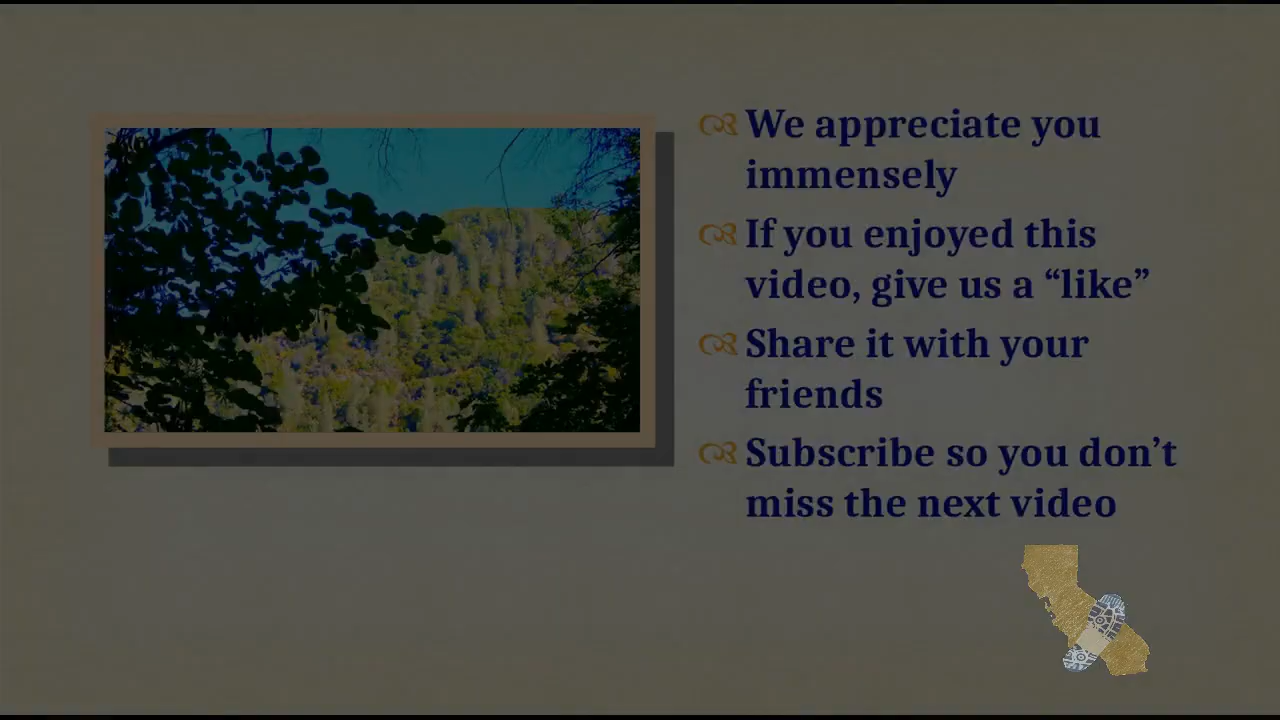 We appreciate you
immensely
If you enjoyed this
video, give us a “like”
Share it with your
friends
Subscribe so you don’t
miss the next video